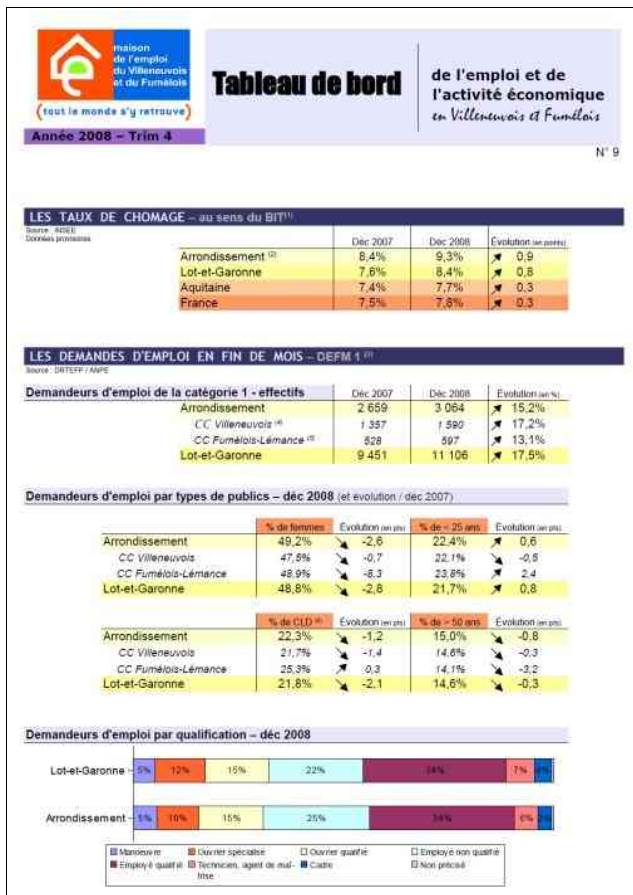 maison
de l'emploi
du Villeneuvois
et du Fumélois
(tout le monde s'y retrouve)
Année 2008 – Trim 4
Tableau de bord
de l'emploi et de
l'activité économique
en Villeneuvois et Fumélois
N° 9
LES TAUX DE CHOMAGE – au sens du BIT(1)
Source : INSEE
Données provisoires
Déc 2007 Déc 2008 Évolution (en points)
Arrondissement (2) 8,4% 9,3% 0,9
Lot-et-Garonne 7,6% 8,4% 0,8
Aquitaine 7,4% 7,7% 0,3
France 7,5% 7,8% 0,3
LES DEMANDES D'EMPLOI EN FIN DE MOIS – DEFM 1 (3)
Source : DRTEFP / ANPE
Demandeurs d'emploi de la catégorie 1 - effectifs Déc 2007 Déc 2008 Evolution (en %)
Arrondissement 2 659 3 064 15,2%
CC Villeneuvois (4) 1 357 1 590 17,2%
CC Fumélois-Lémance (5) 528 597 13,1%
Lot-et-Garonne 9 451 11 106 17,5%
Demandeurs d'emploi par types de publics – déc 2008 (et évolution / déc 2007)
% de femmes Évolution (en pts) % de < 25 ans Évolution (en pts)
Arrondissement 49,2% -2,6 22,4% 0,6
CC Villeneuvois 47,5% -0,7 22,1% -0,5
CC Fumélois-Lémance 48,9% -8,3 23,8% 2,4
Lot-et-Garonne 48,8% -2,8 21,7% 0,8
% de CLD (6) Évolution (en pts) % de > 50 ans Évolution (en pts)
Arrondissement 22,3% -1,2 15,0% -0,8
CC Villeneuvois 21,7% -1,4 14,6% -0,3
CC Fumélois-Lémance 25,3% 0,3 14,1% -3,2
Lot-et-Garonne 21,8% -2,1 14,6% -0,3
Demandeurs d'emploi par qualification – déc 2008
Lot-et-Garonne 5% 12% 15% 22% 34% 7% 4%
Arrondissement 5% 10% 15% 25% 34% 6%
Manoeuvre Ouvrier spécialisé Ouvrier qualifié Employé non qualifié
Employé qualifié Technicien, agent de maî- Cadre Non précisé
trise